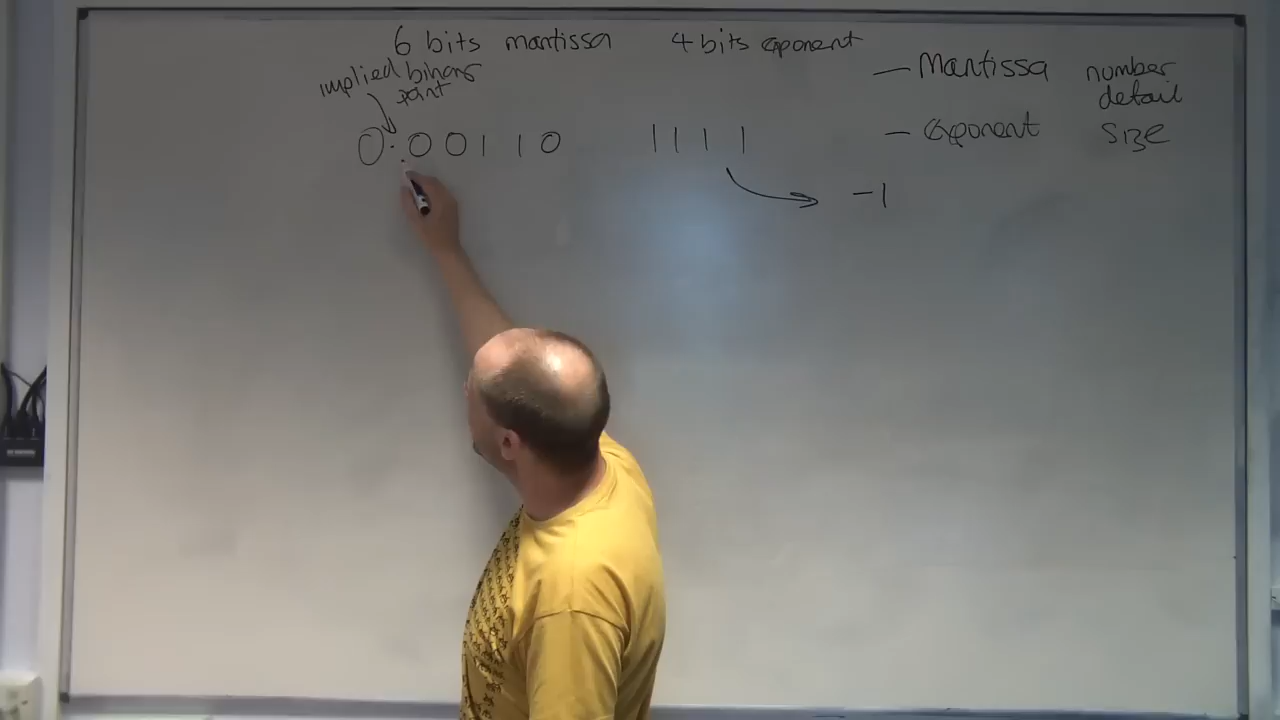 6 bits mantissa 4 bits exponent
implied binary
point
0.00110 1111
-1
- Mantissa number
detail
- Exponent size